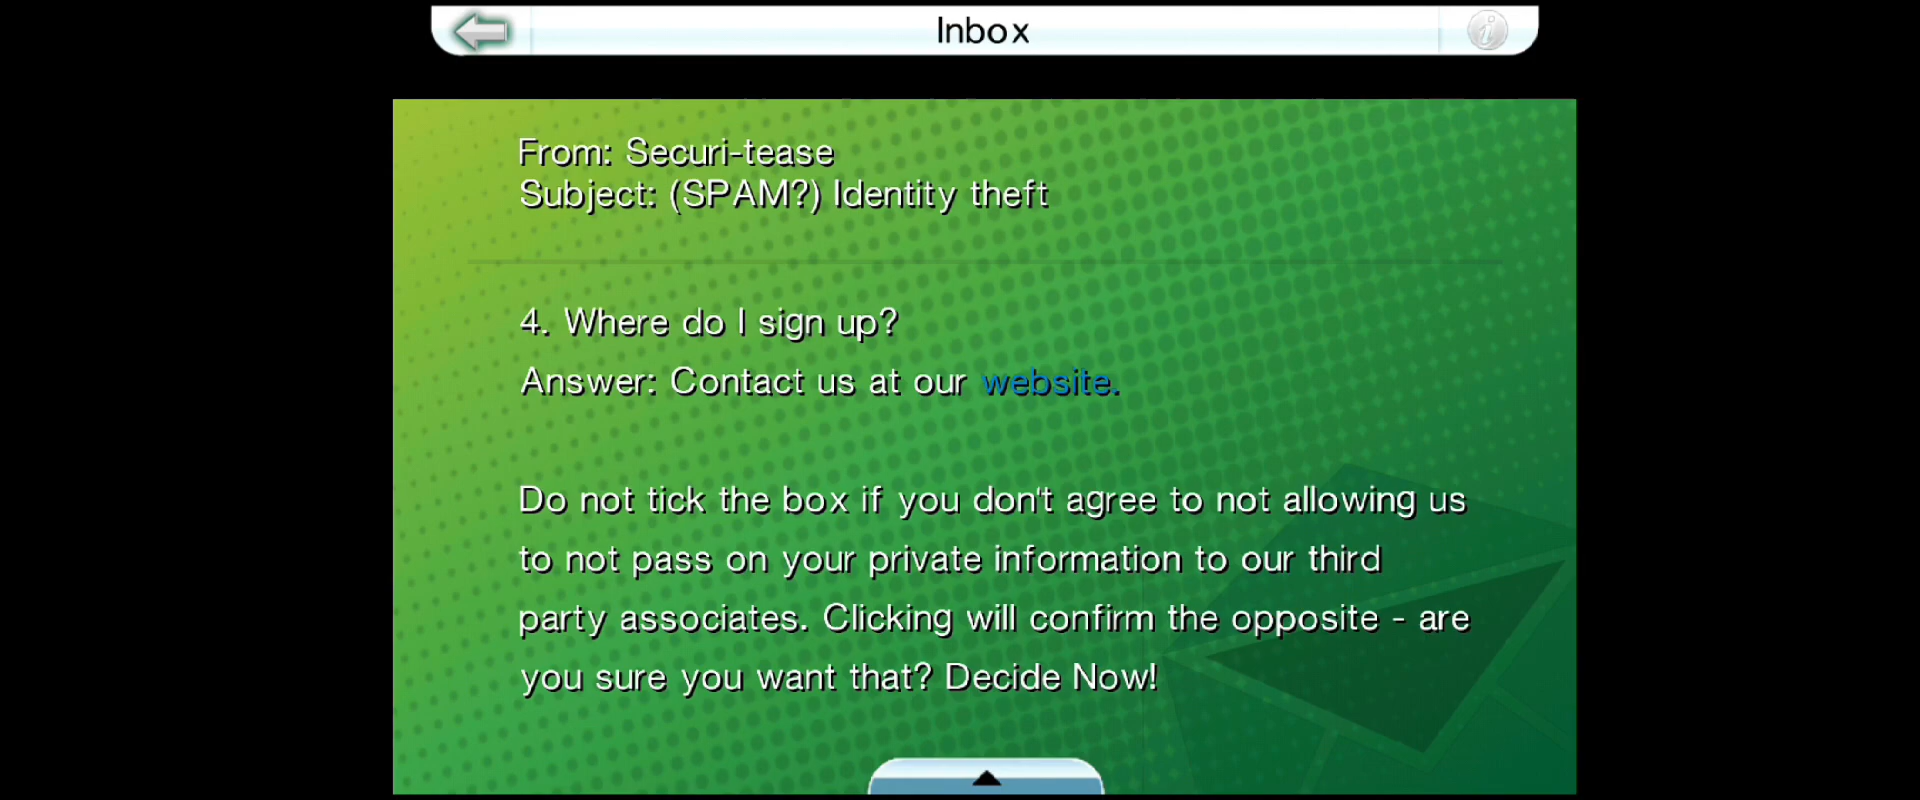 Inbox
From: Securi-tease
Subject: (SPAM?) Identity theft
4. Where do I sign up?
Answer: Contact us at our website.
Do not tick the box if you don't agree to not allowing us
to not pass on your private information to our third
party associates. Clicking will confirm the opposite - are
you sure you want that? Decide Now!